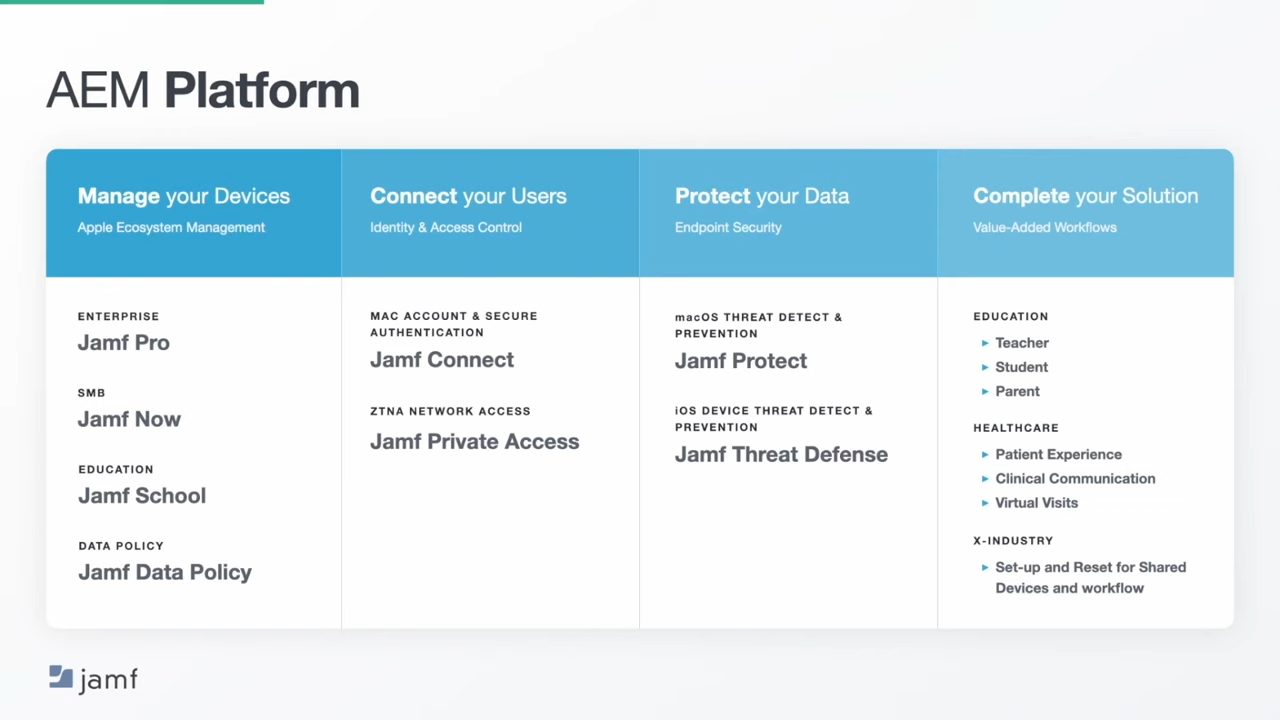 AEM Platform
Manage your Devices
Apple Ecosystem Management
ENTERPRISE
Jamf Pro
SMB
Jamf Now
EDUCATION
Jamf School
DATA POLICY
Jamf Data Policy
Connect your Users
Identity & Access Control
MAC ACCOUNT & SECURE
AUTHENTICATION
Jamf Connect
ZTNA NETWORK ACCESS
Jamf Private Access
Protect your Data
Endpoint Security
macOS THREAT DETECT &
PREVENTION
Jamf Protect
iOS DEVICE THREAT DETECT &
PREVENTION
Jamf Threat Defense
Complete your Solution
Value-Added Workflows
EDUCATION
Teacher
Student
Parent
HEALTHCARE
Patient Experience
Clinical Communication
Virtual Visits
X-INDUSTRY
Set-up and Reset for Shared
Devices and workflow
jamf